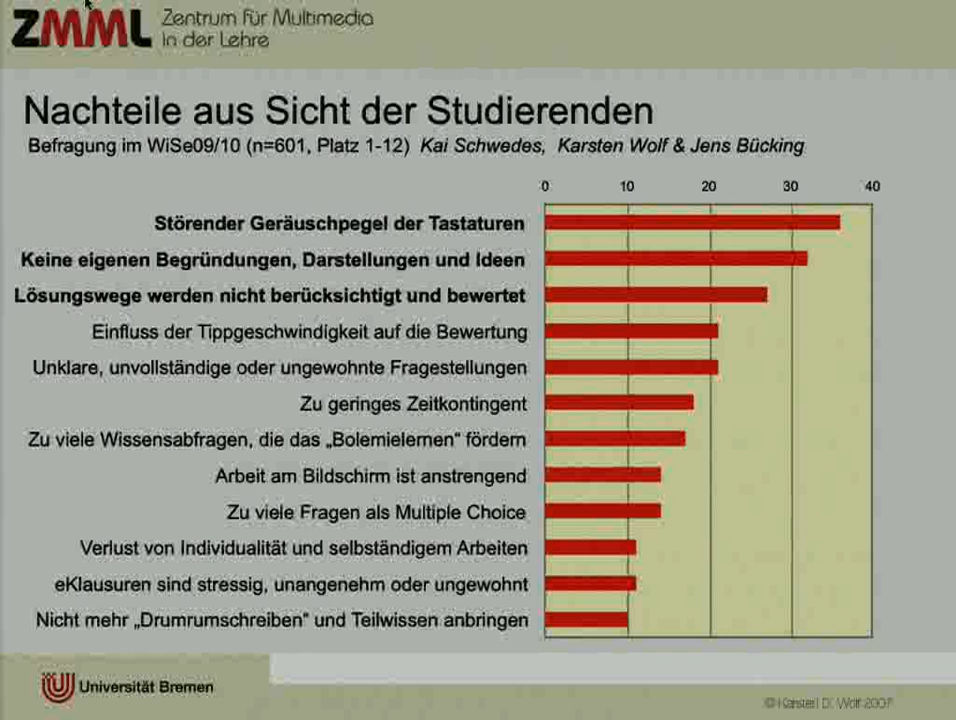 ZMML Zentrum für Multimedia
in der Lehre
Nachteile aus Sicht der Studierenden
Befragung im WiSe09/10 (n=601, Platz 1-12) Kai Schwedes, Karsten Wolf & Jens Bücking
0 10 20 30 40
Störender Geräuschpegel der Tastaturen
Keine eigenen Begründungen, Darstellungen und Ideen
Lösungswege werden nicht berücksichtigt und bewertet
Einfluss der Tippgeschwindigkeit auf die Bewertung
Unklare, unvollständige oder ungewohnte Fragestellungen
Zu geringes Zeitkontingent
Zu viele Wissensabfragen, die das „Bolemielernen“ fördern
Arbeit am Bildschirm ist anstrengend
Zu viele Fragen als Multiple Choice
Verlust von Individualität und selbständigem Arbeiten
eKlausuren sind stressig, unangenehm oder ungewohnt
Nicht mehr „Drumrumschreiben“ und Teilwissen anbringen
Universität Bremen
© Karsten D. Wolf